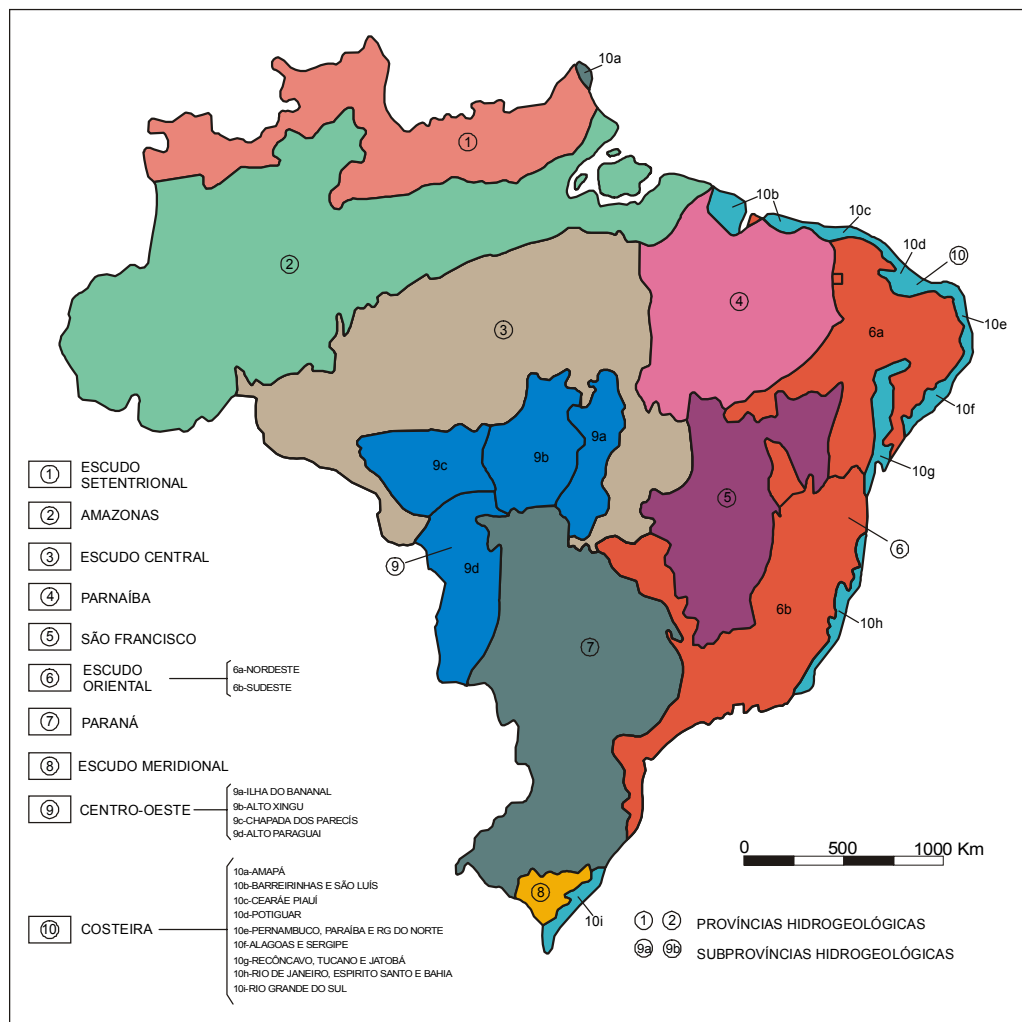 10a
1
10b
10c
10d
10
2
4
10e
3
6a
10f
9a
9c
9b
10g
5
6
9
9d
6b
10h
7
8
10i
1 ESCUDO
SETENTRIONAL
2 AMAZONAS
3 ESCUDO CENTRAL
4 PARNAÍBA
5 SÃO FRANCISCO
6 ESCUDO
ORIENTAL
6a-NORDESTE
6b-SUDESTE
7 PARANÁ
8 ESCUDO MERIDIONAL
9 CENTRO-OESTE
9a-ILHA DO BANANAL
9b-ALTO XINGU
9c-CHAPADA DOS PARECÍS
9d-ALTO PARAGUAI
10 COSTEIRA
10a-AMAPÁ
10b-BARREIRINHAS E SÃO LUÍS
10c-CEARÁE PIAUÍ
10d-POTIGUAR
10e-PERNAMBUCO, PARAÍBA E RG DO NORTE
10f-ALAGOAS E SERGIPE
10g-RECÔNCAVO, TUCANO E JATOBÁ
10h-RIO DE JANEIRO, ESPIRITO SANTO E BAHIA
10i-RIO GRANDE DO SUL
0 500 1000 Km
1 2 PROVÍNCIAS HIDROGEOLÓGICAS
9a 9b SUBPROVÍNCIAS HIDROGEOLÓGICAS